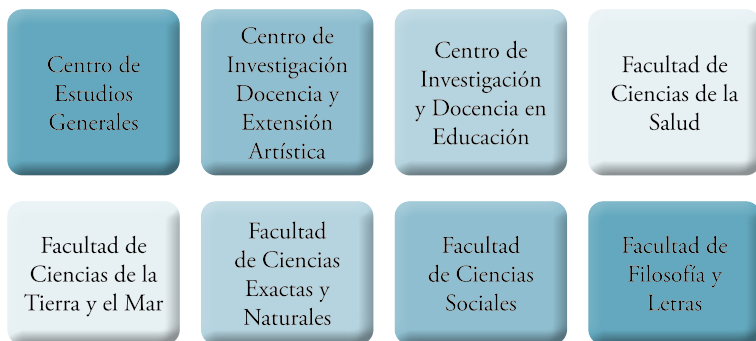 Centro de
Estudios
Generales
Centro de
Investigación
Docencia y
Extensión
Artística
Centro de
Investigación
y Docencia en
Educación
Facultad de
Ciencias de la
Salud
Facultad de
Ciencias de la
Tierra y el Mar
Facultad
de Ciencias
Exactas y
Naturales
Facultad
de Ciencias
Sociales
Facultad de
Filosofía y
Letras